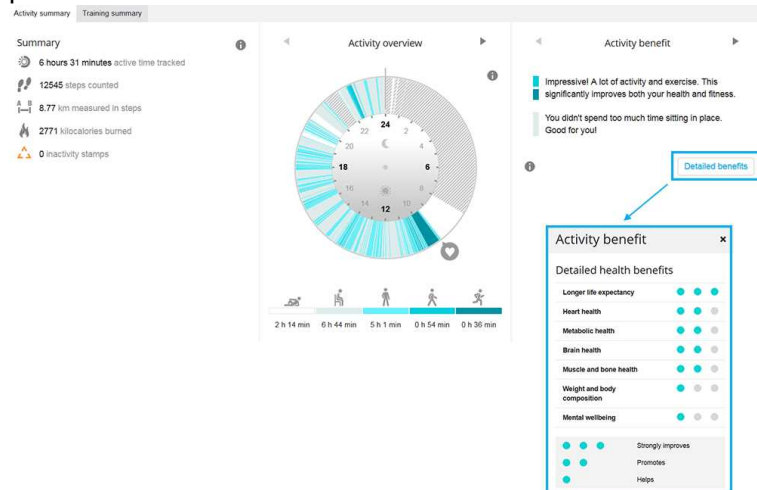 Activity summary
Training summary
Summary
6 hours 31 minutes active time tracked
12545 steps counted
A B
8.77 km measured in steps
2771 kilocalories burned
0 inactivity stamps
Activity overview
24
22
2
20
4
18
6
16
8
14
10
12
2 h 14 min
6 h 44 min
5 h 1 min
0 h 54 min
0 h 36 min
Activity benefit
Impressive! A lot of activity and exercise. This
significantly improves both your health and fitness.
You didn't spend too much time sitting in place.
Good for you!
Detailed benefits
Activity benefit
×
Detailed health benefits
Longer life expectancy
Heart health
Metabolic health
Brain health
Muscle and bone health
Weight and body
composition
Mental wellbeing
Strongly improves
Promotes
Helps